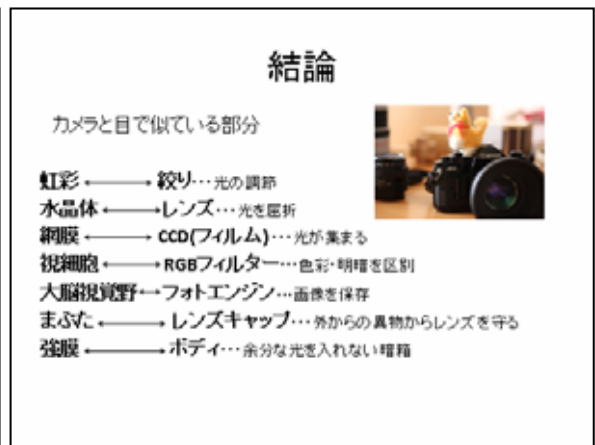 結論
カメラと目で似ている部分
虹彩 ←→ 絞り…光の調節
水晶体 ←→ レンズ…光を屈折
網膜 ←→ CCD(フィルム)…光が集まる
視細胞 ←→ RGBフィルター…色彩・明暗を区別
大脳視覚野 ←→ フォトエンジン…画像を保存
まぶた ←→ レンズキャップ…外からの異物からレンズを守る
強膜 ←→ ボディ…余分な光を入れない暗箱